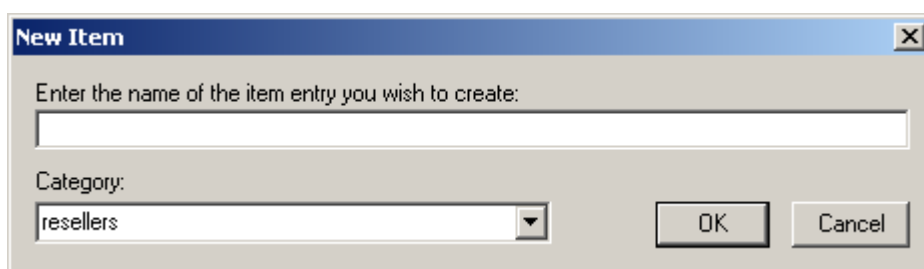 New Item
Enter the name of the item entry you wish to create:
Category:
resellers
OK
Cancel